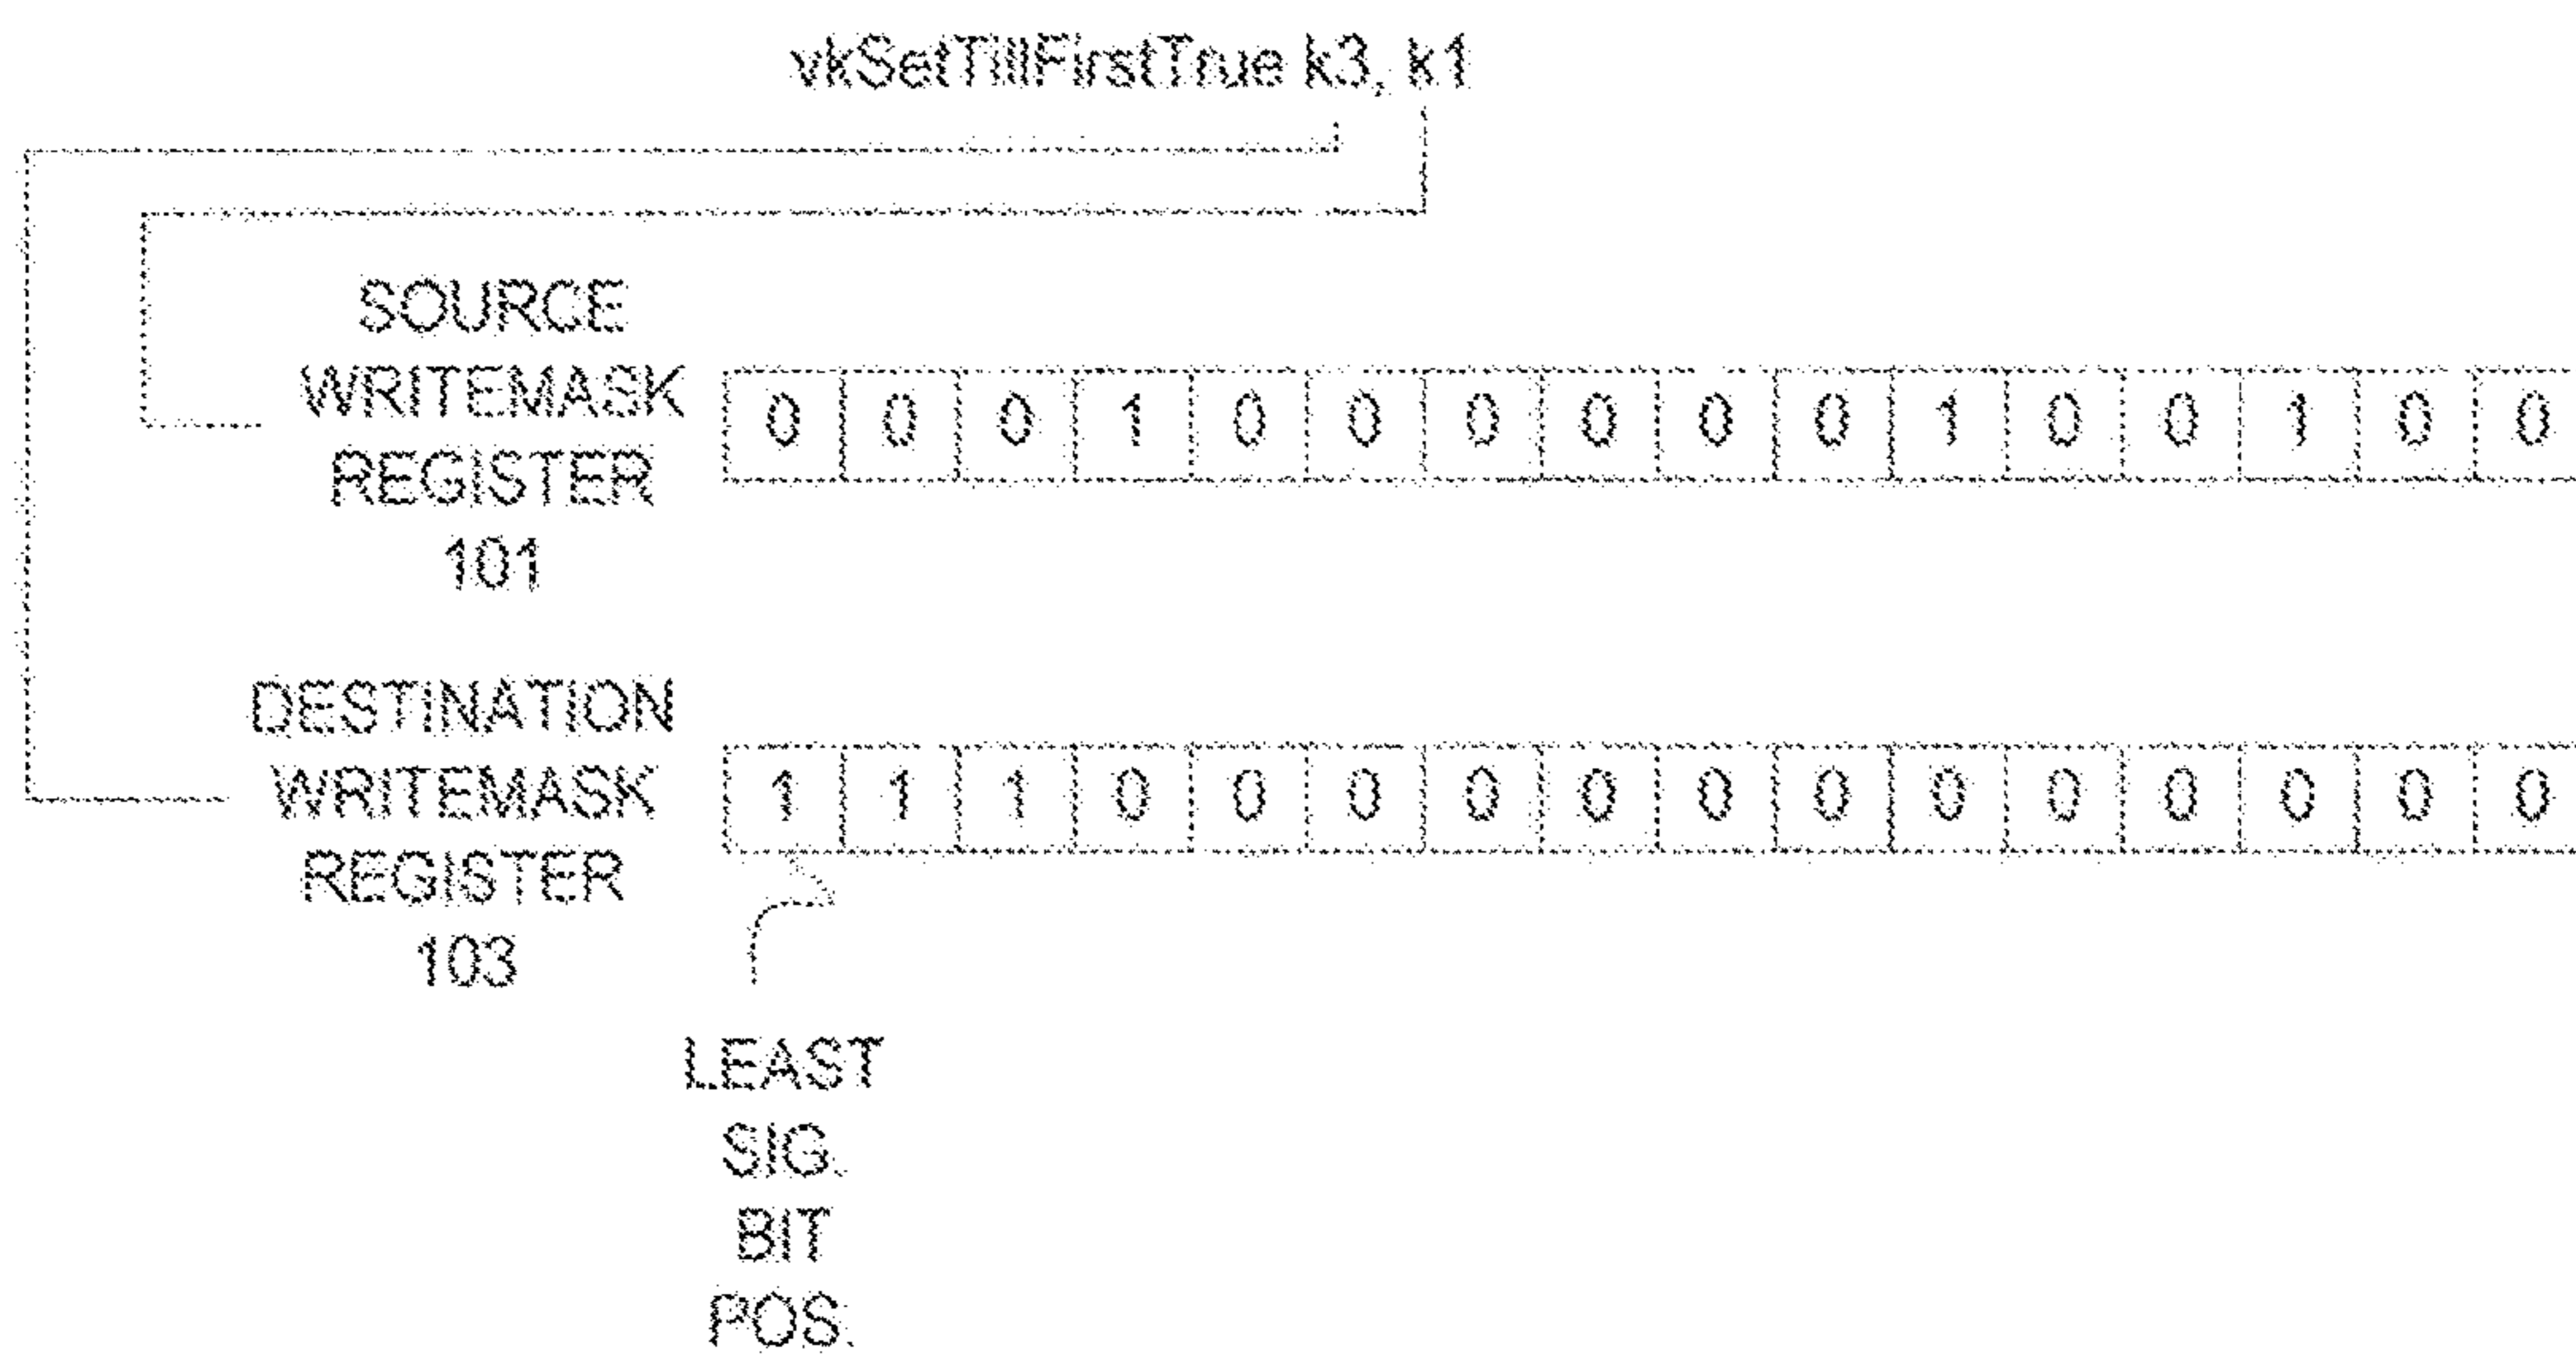 vkSetTillFirstTrue k3, k1
SOURCE
WRITEMASK
REGISTER
101
0 0 0 1 0 0 0 0 0 0 1 0 0 1 0 0
DESTINATION
WRITEMASK
REGISTER
103
1 1 1 0 0 0 0 0 0 0 0 0 0 0 0 0
LEAST
SIG.
BIT
POS.